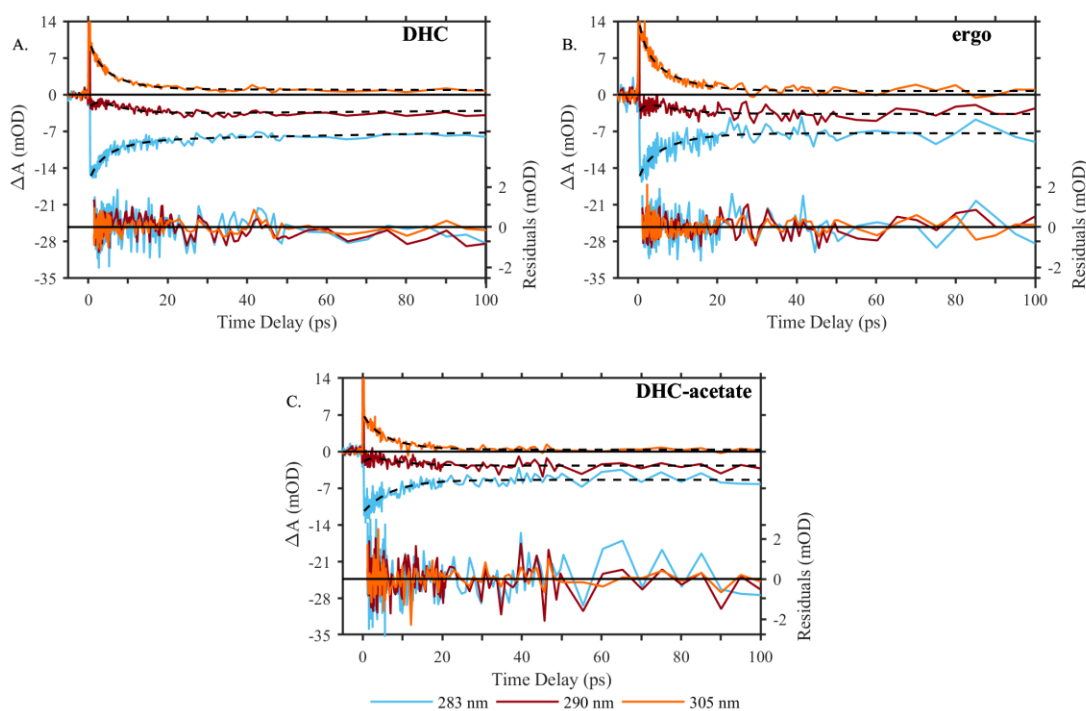 A.
DHC
14
7
0
-7
-14
-21
-28
-35
ΔA (mOD)
2
0
-2
Residuals (mOD)
0 20 40 60 80 100
Time Delay (ps)
B.
ergo
14
7
0
-7
-14
-21
-28
-35
ΔA (mOD)
2
0
-2
Residuals (mOD)
0 20 40 60 80 100
Time Delay (ps)
C.
DHC-acetate
14
7
0
-7
-14
-21
-28
-35
ΔA (mOD)
2
0
-2
Residuals (mOD)
0 20 40 60 80 100
Time Delay (ps)
283 nm 290 nm 305 nm